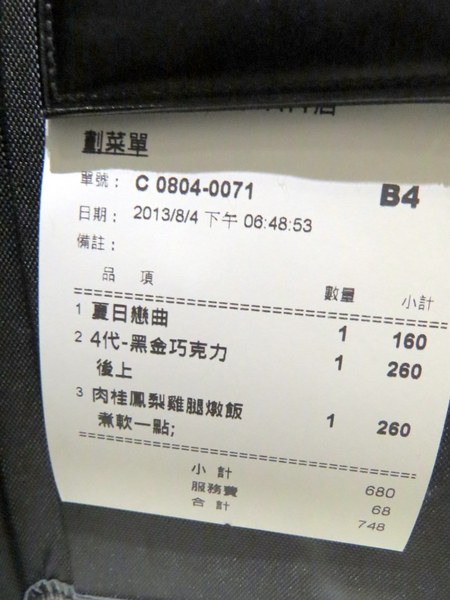 店
劃菜單
單號： C 0804-0071 B4
日期： 2013/8/4 下午 06:48:53
備註：
品 項 數量 小計
1 夏日戀曲 1 160
2 4代-黑金巧克力 1 260
後上
3 肉桂鳳梨雞腿燉飯 1 260
煮軟一點;
小 計 680
服務費 68
合 計 748